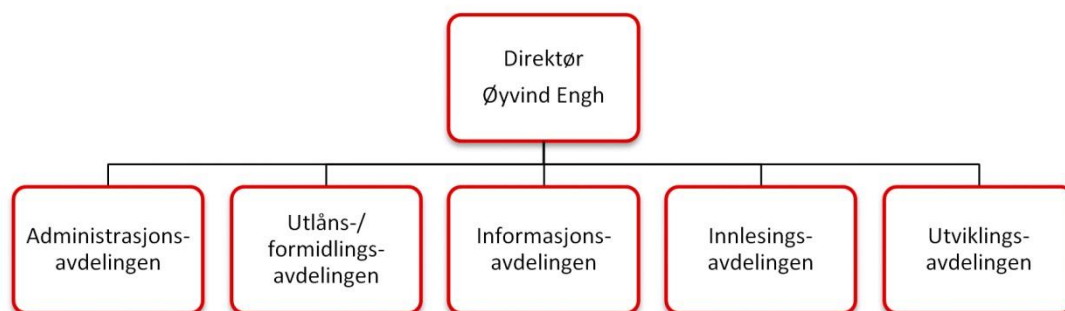 Direktør
Øyvind Engh
Administrasjons-
avdelingen
Utlåns-/
formidlings-
avdelingen
Informasjons-
avdelingen
Innlesings-
avdelingen
Utviklings-
avdelingen